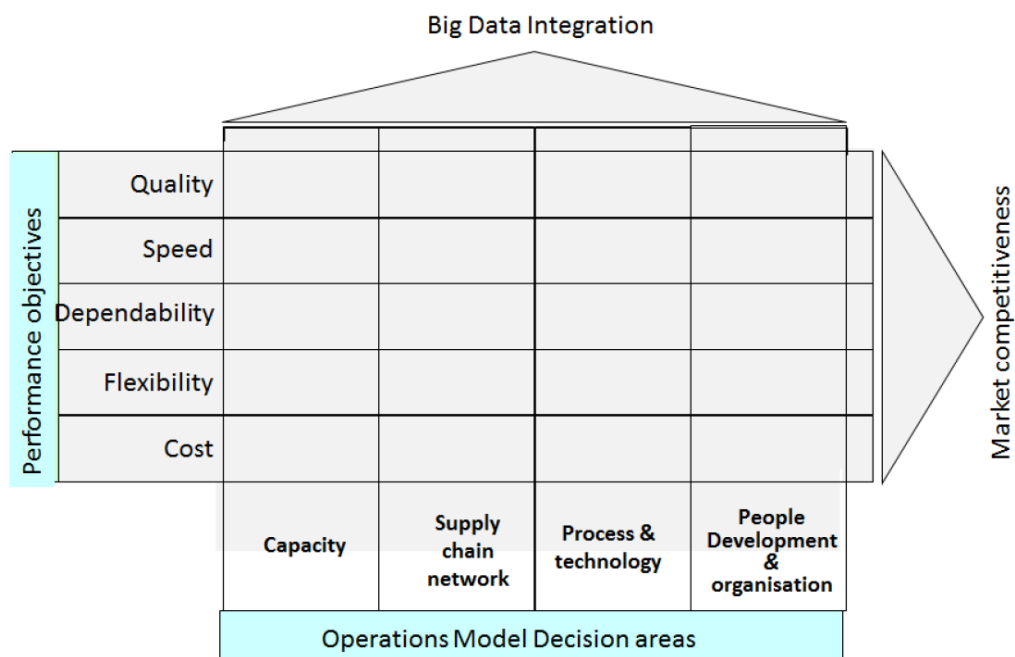 Big Data Integration
Performance objectives
Quality
Speed
Dependability
Flexibility
Cost
Market competitiveness
Capacity
Supply
chain
network
Process &
technology
People
Development
&
organisation
Operations Model Decision areas